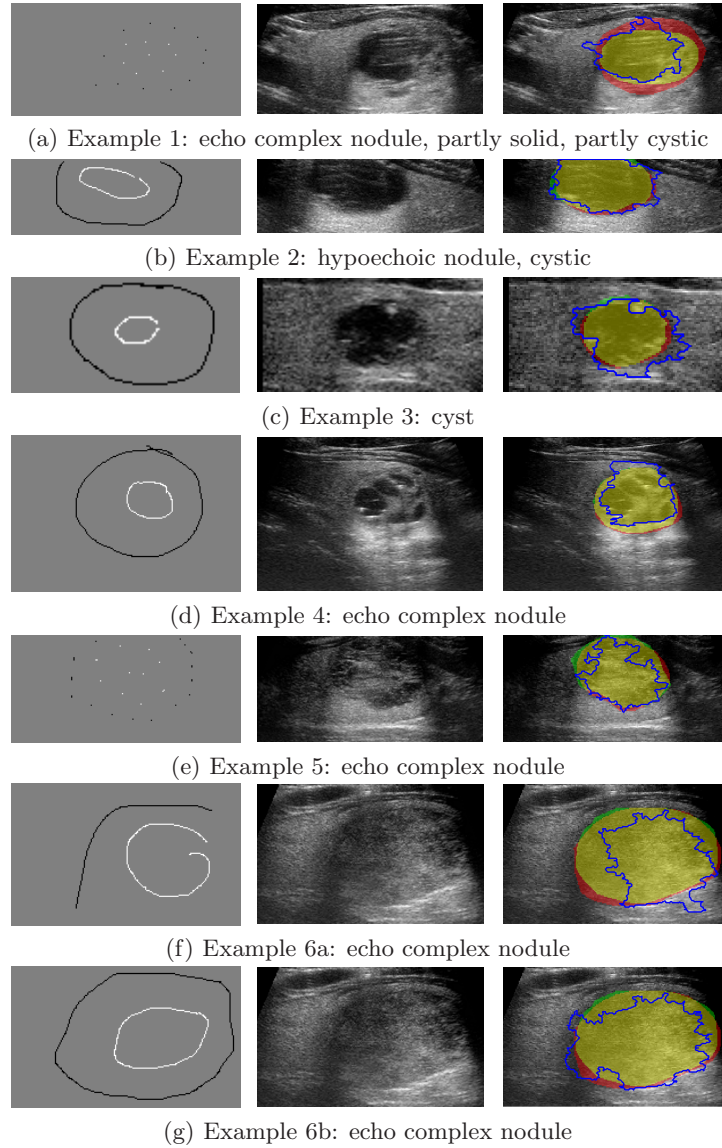 (a) Example 1: echo complex nodule, partly solid, partly cystic
(b) Example 2: hypoechoic nodule, cystic
(c) Example 3: cyst
(d) Example 4: echo complex nodule
(e) Example 5: echo complex nodule
(f) Example 6a: echo complex nodule
(g) Example 6b: echo complex nodule